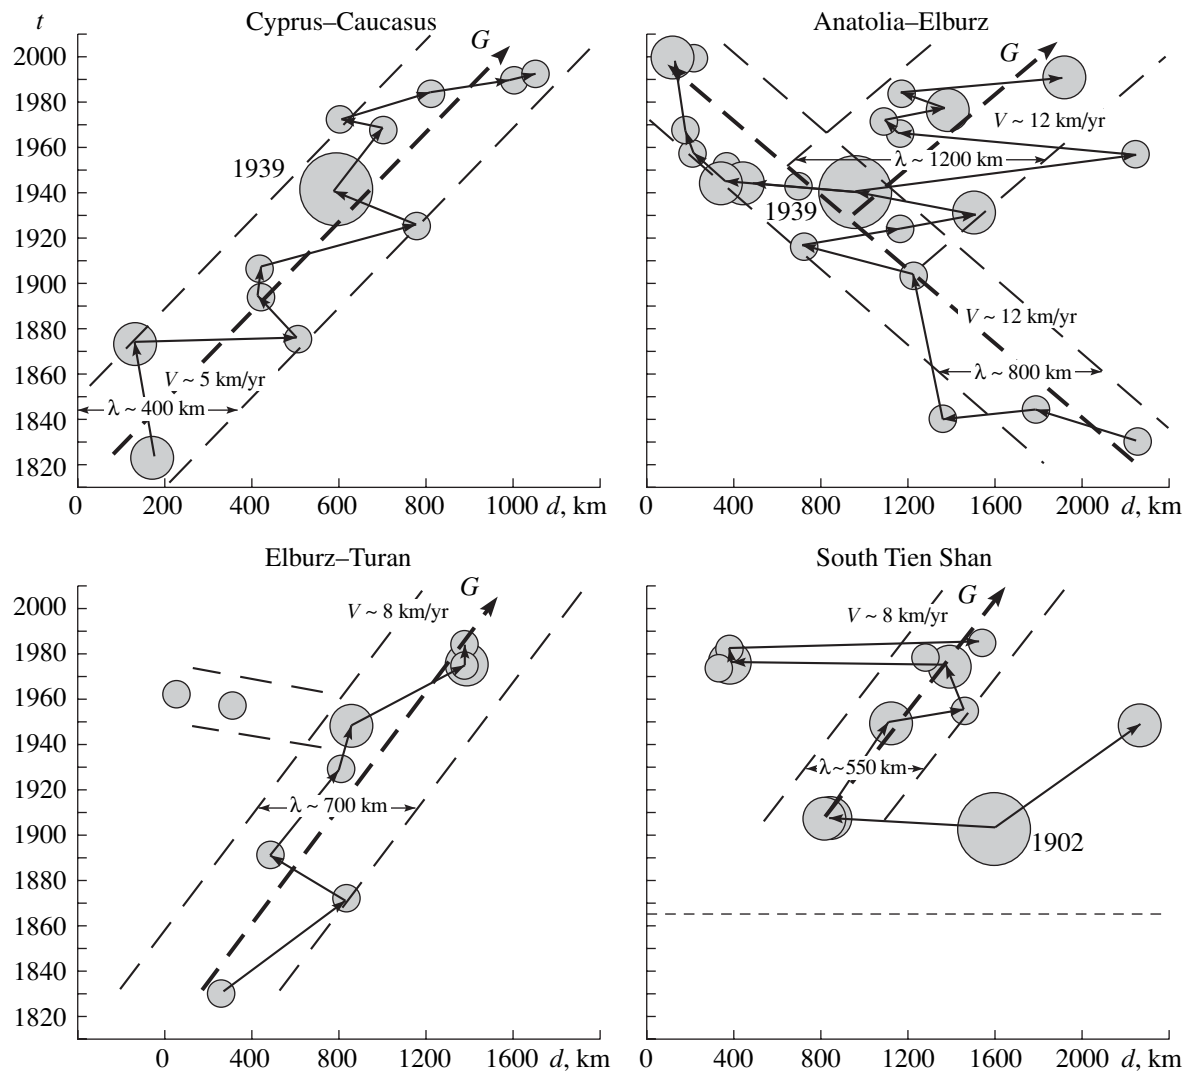 t
Cyprus–Caucasus
G
2000
1980
1960
1940
1920
1900
1880
1860
1840
1820
1939
V ~ 5 km/yr
λ ~ 400 km
0 200 400 600 800 1000 d, km
Anatolia–Elburz
G
V ~ 12 km/yr
λ ~ 1200 km
1939
V ~ 12 km/yr
λ ~ 800 km
0 400 800 1200 1600 2000 d, km
Elburz–Turan
G
V ~ 8 km/yr
2000
1980
1960
1940
1920
1900
1880
1860
1840
1820
λ ~ 700 km
0 400 800 1200 1600 d, km
South Tien Shan
G
V ~ 8 km/yr
λ ~ 550 km
1902
0 400 800 1200 1600 2000 d, km